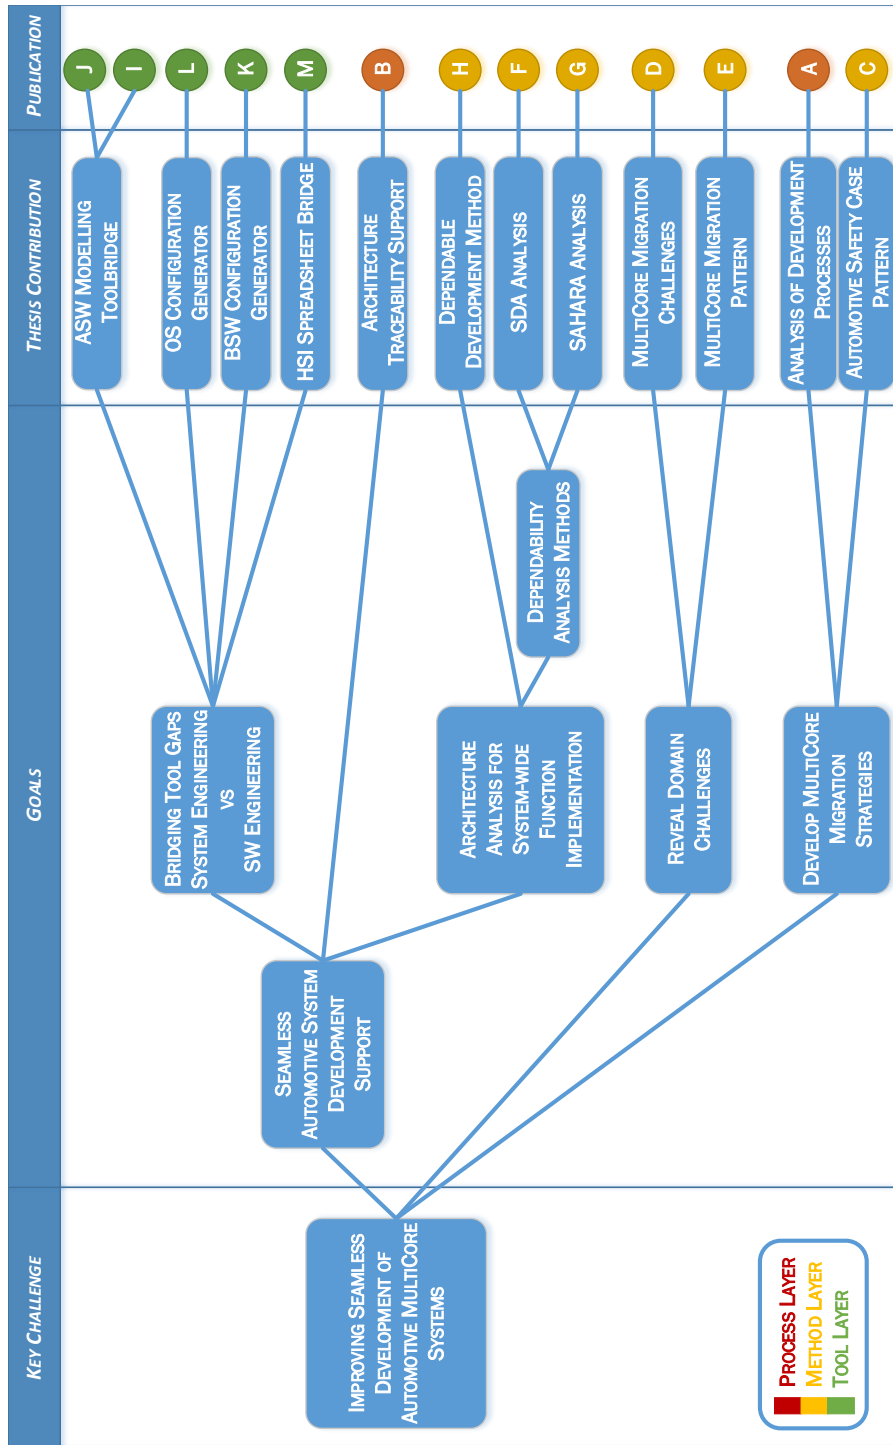 KEY CHALLENGE
GOALS
THESIS CONTRIBUTION
PUBLICATION
IMPROVING SEAMLESS
DEVELOPMENT OF
AUTOMOTIVE MULTICORE
SYSTEMS
SEAMLESS
AUTOMOTIVE SYSTEM
DEVELOPMENT
SUPPORT
BRIDGING TOOL GAPS
SYSTEM ENGINEERING
VS
SW ENGINEERING
ARCHITECTURE
ANALYSIS FOR
SYSTEM-WIDE
FUNCTION
IMPLEMENTATION
REVEAL DOMAIN
CHALLENGES
DEVELOP MULTICORE
MIGRATION
STRATEGIES
DEPENDABILITY
ANALYSIS METHODS
ASW MODELLING
TOOLBRIDGE
OS CONFIGURATION
GENERATOR
BSW CONFIGURATION
GENERATOR
HSI SPREADSHEET BRIDGE
ARCHITECTURE
TRACEABILITY SUPPORT
DEPENDABLE
DEVELOPMENT METHOD
SDA ANALYSIS
SAHARA ANALYSIS
MULTICORE MIGRATION
CHALLENGES
MULTICORE MIGRATION
PATTERN
ANALYSIS OF DEVELOPMENT
PROCESSES
AUTOMOTIVE SAFETY CASE
PATTERN
J
I
L
K
M
B
H
F
G
D
E
A
C
PROCESS LAYER
METHOD LAYER
TOOL LAYER